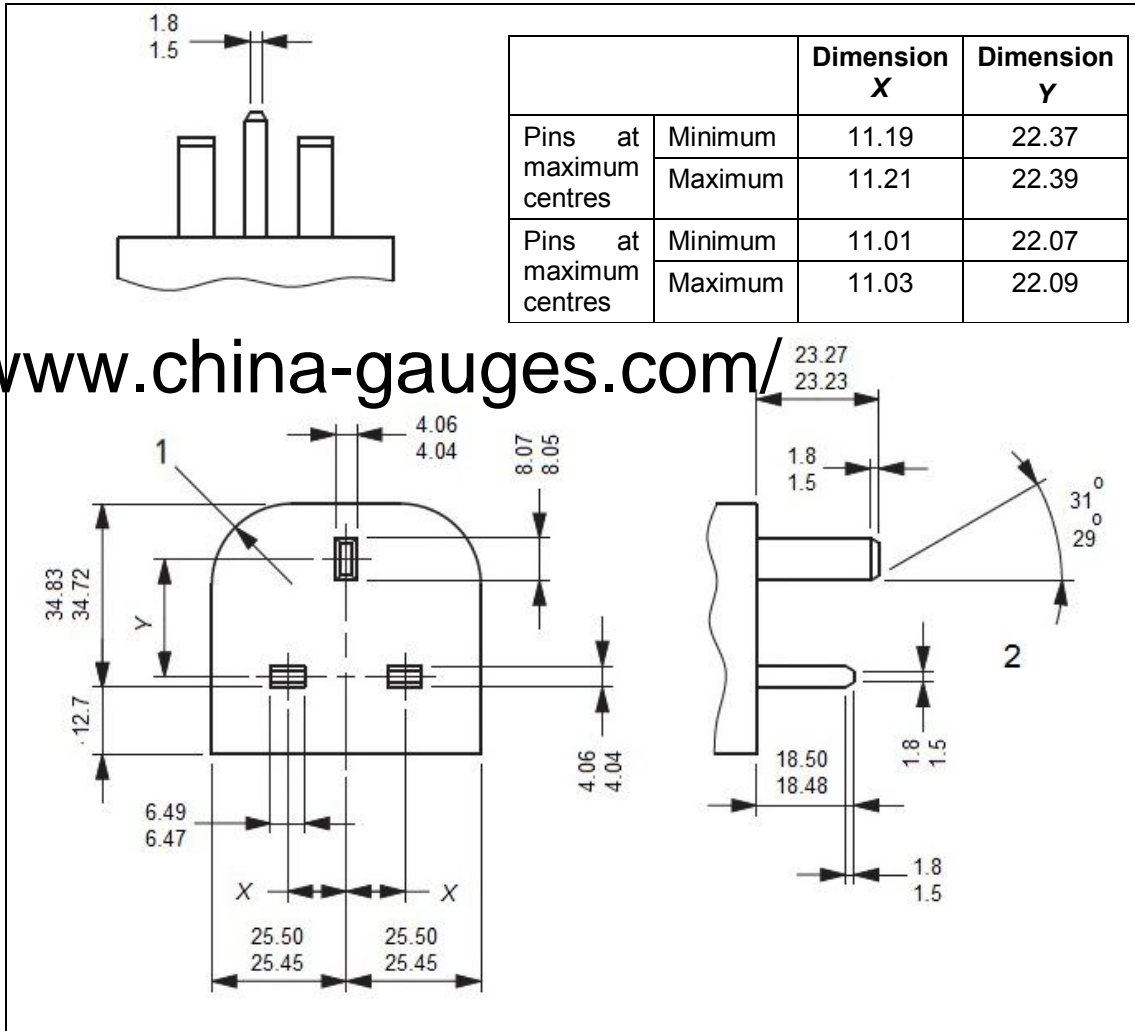 1.8
1.5
Dimension X
Dimension Y
Pins at maximum centres
Minimum 11.19 22.37
Maximum 11.21 22.39
Pins at maximum centres
Minimum 11.01 22.07
Maximum 11.03 22.09
www.china-gauges.com/
23.27
23.23
4.06
4.04
8.07
8.05
1
1.8
1.5
31°
29°
34.83
34.72
Y
2
12.7
4.06
4.04
1.8
1.5
18.50
18.48
6.49
6.47
1.8
1.5
X X
25.50 25.50
25.45 25.45